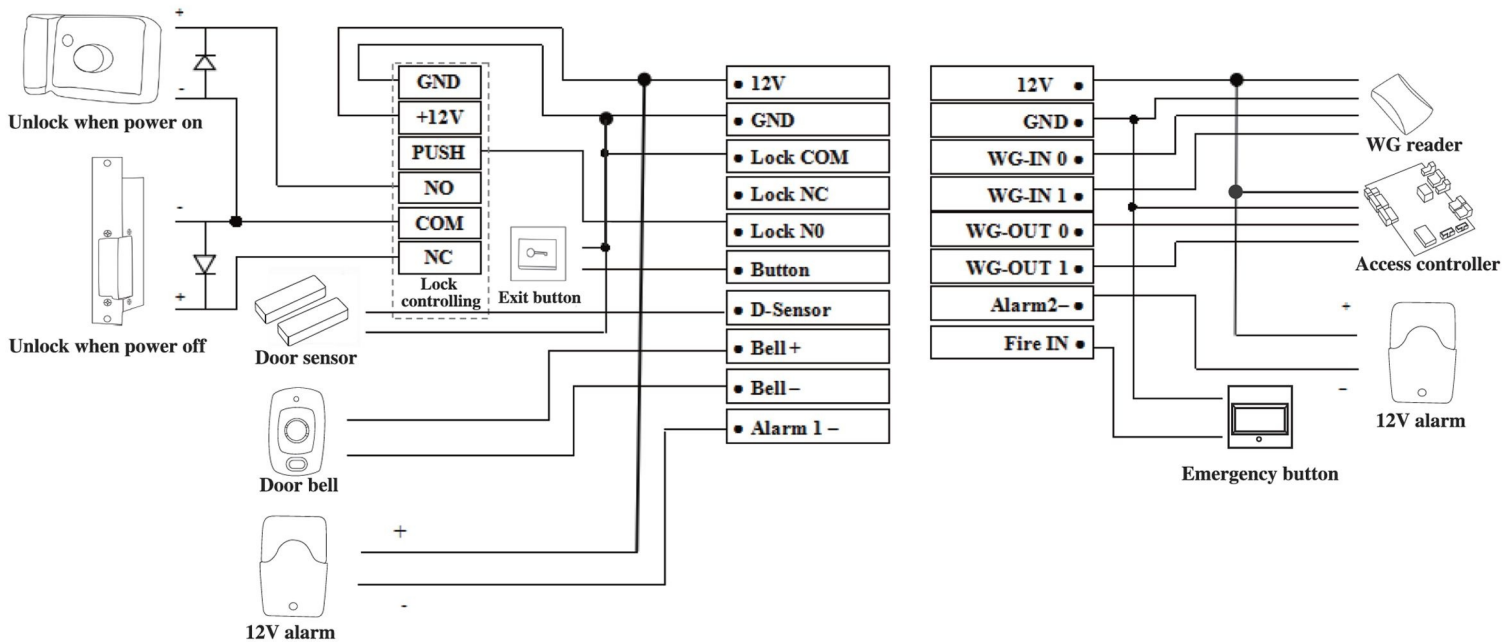 +
-
Unlock when power on
-
+
Unlock when power off
GND
+12V
PUSH
NO
COM
NC
Lock
controlling
Exit button
Door sensor
Door bell
+
-
12V alarm
• 12V
• GND
• Lock COM
• Lock NC
• Lock N0
• Button
• D-Sensor
• Bell+
• Bell–
• Alarm 1 –
12V •
GND •
WG-IN 0 •
WG-IN 1 •
WG-OUT 0 •
WG-OUT 1 •
Alarm2– •
Fire IN •
WG reader
Access controller
+
–
12V alarm
Emergency button